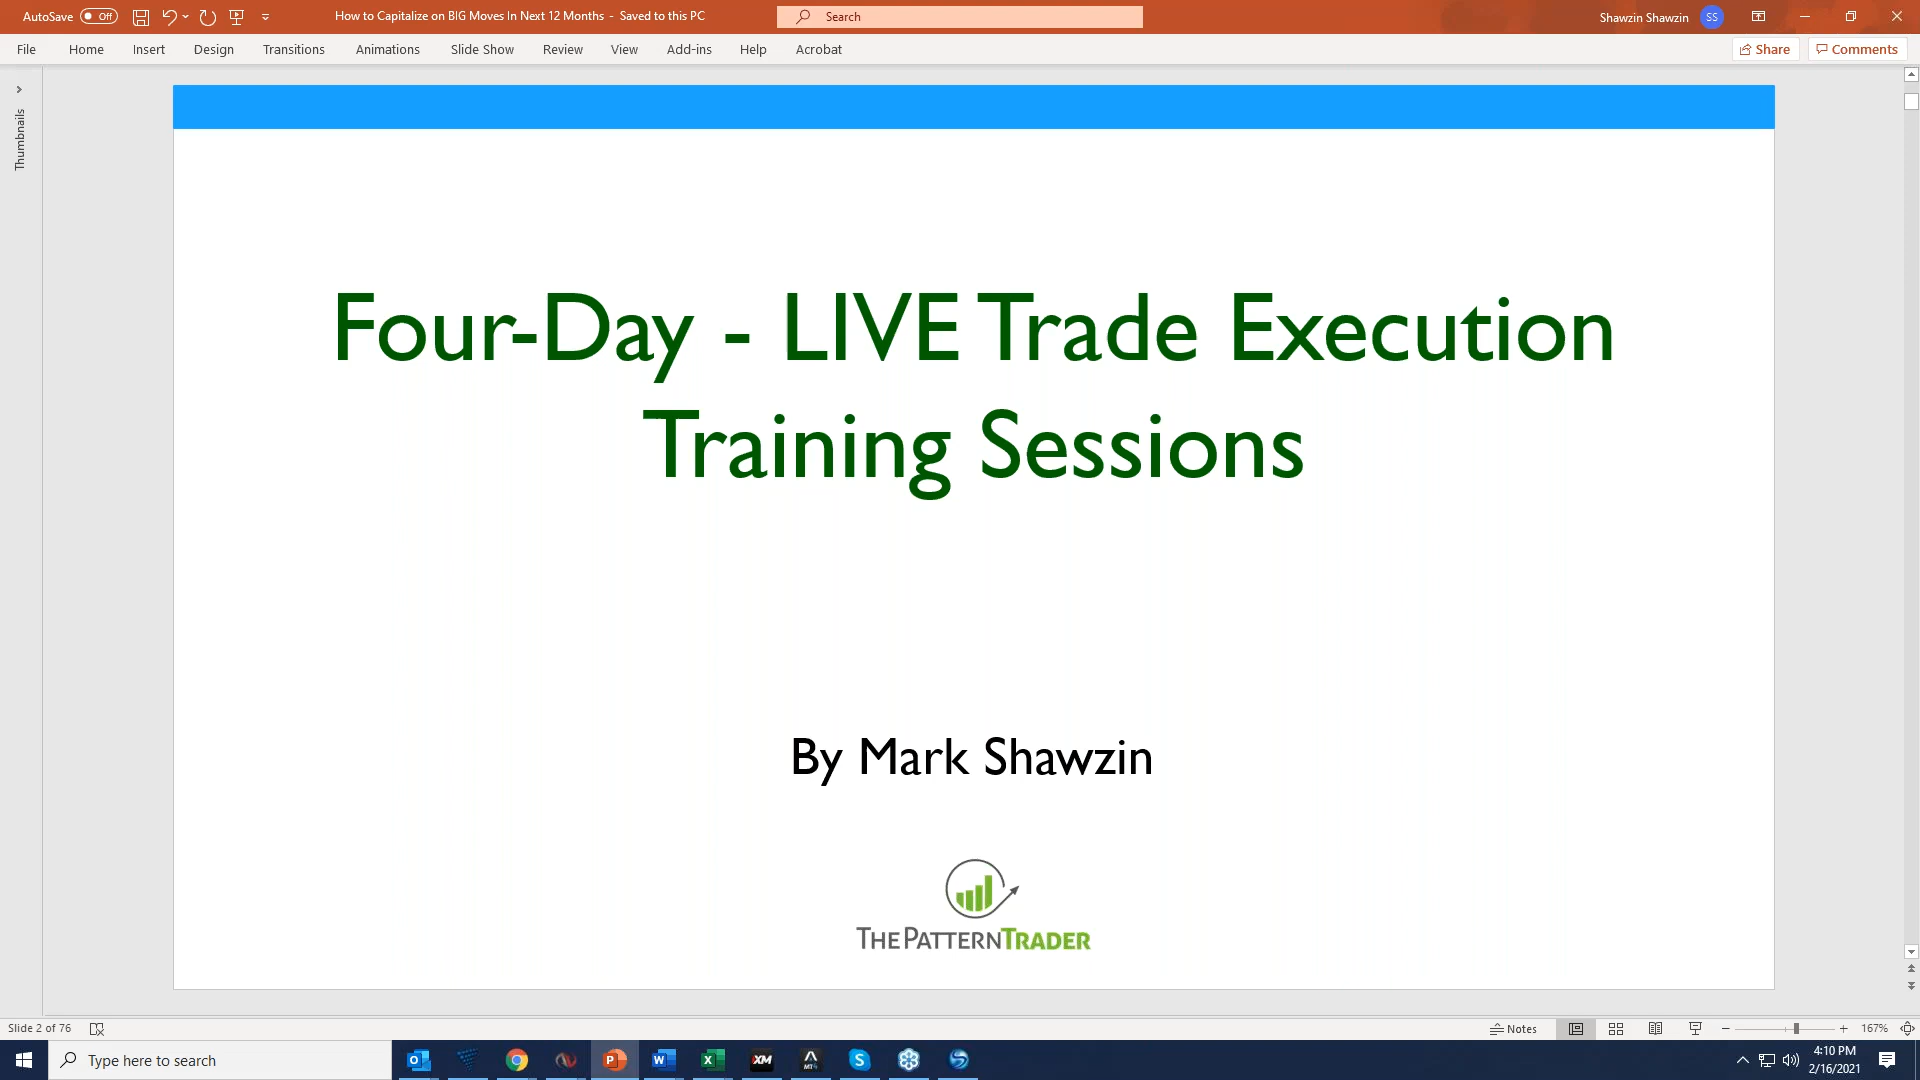 AutoSave Off
How to Capitalize on BIG Moves In Next 12 Months - Saved to this PC
Search
Shawzin Shawzin SS
File Home Insert Design Transitions Animations Slide Show Review View Add-ins Help Acrobat Share Comments
Thumbnails
Four-Day - LIVE Trade Execution
Training Sessions
By Mark Shawzin
THEPATTERNTRADER
Slide 2 of 76
Notes
167%
Type here to search
XM
MT4
4:10 PM
2/16/2021